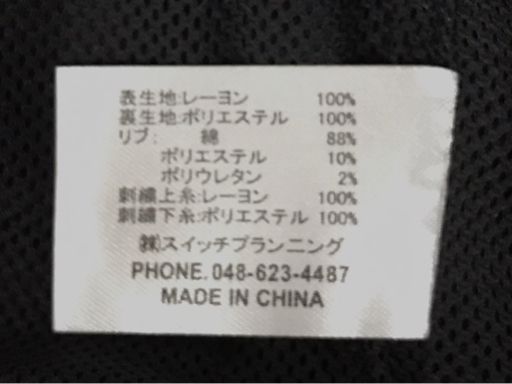 表生地:レーヨン 100%
裏生地:ポリエステル 100%
リブ: 綿 88%
ポリエステル 10%
ポリウレタン 2%
刺繍上糸:レーヨン 100%
刺繍下糸:ポリエステル 100%
㈱スイッチプランニング
PHONE. 048-623-4487
MADE IN CHINA